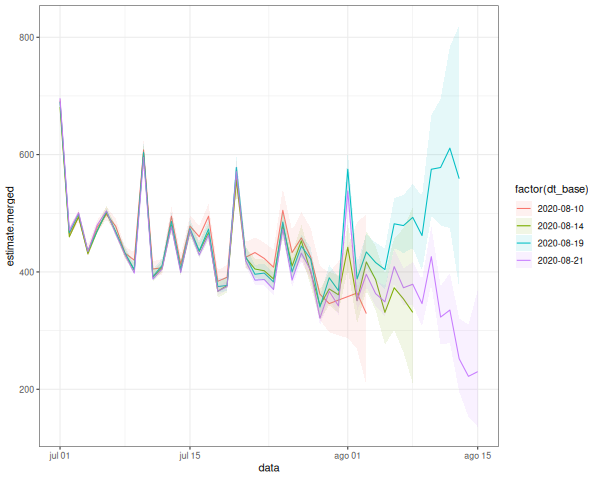 800
600
400
200
estimate.merged
jul 01
jul 15
ago 01
ago 15
data
factor(dt_base)
2020-08-10
2020-08-14
2020-08-19
2020-08-21